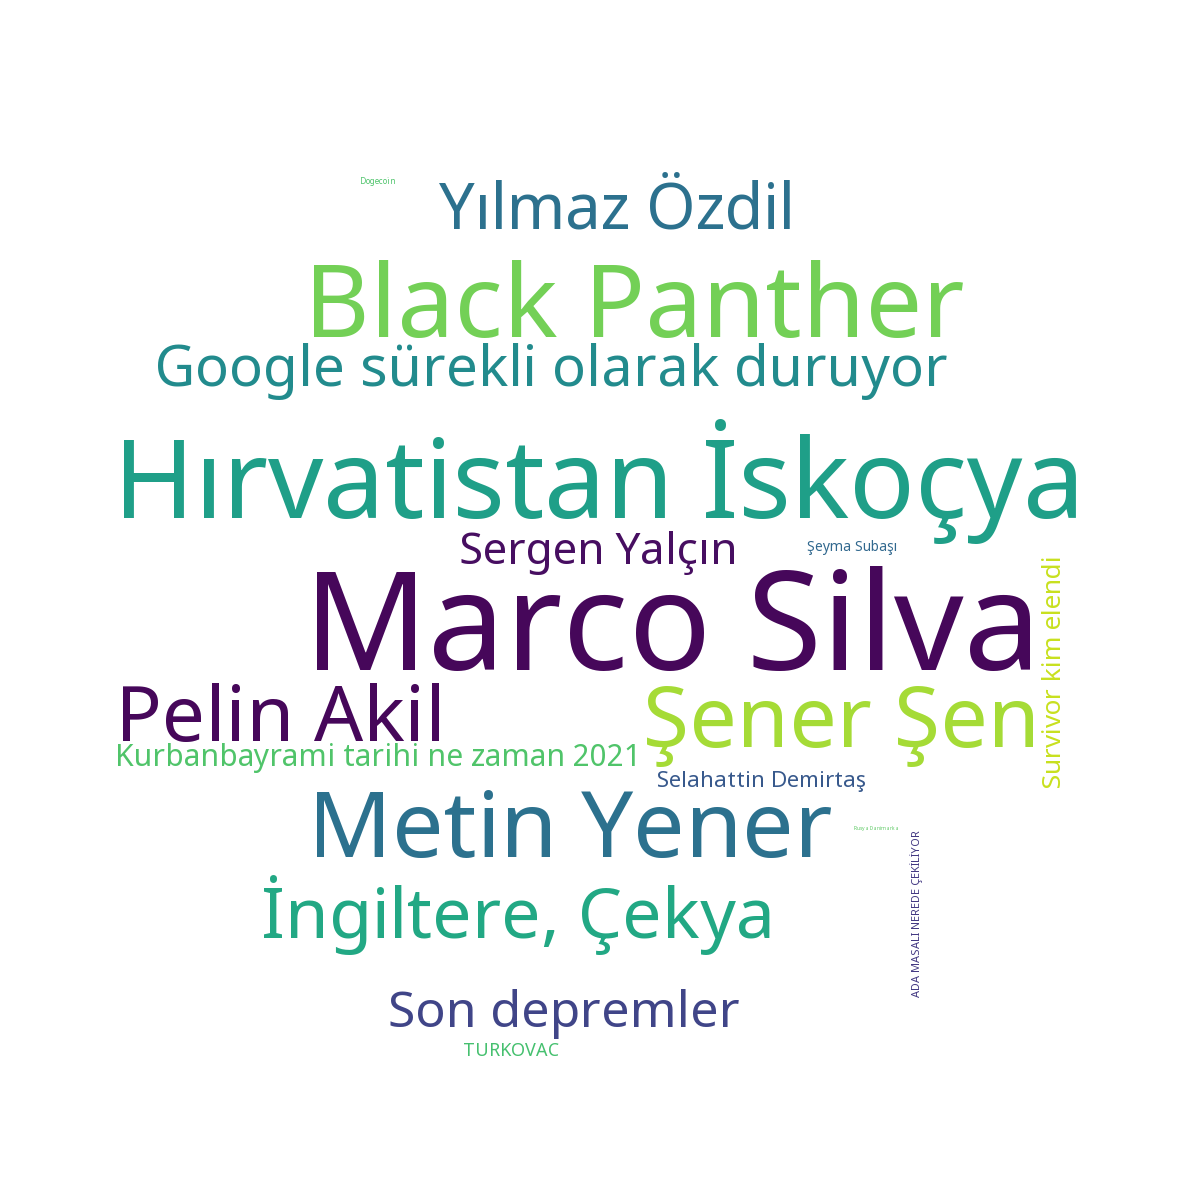 Dogecoin
Yılmaz Özdil
Black Panther
Google sürekli olarak duruyor
Hırvatistan İskoçya
Sergen Yalçın
Şeyma Subaşı
Marco Silva
Survivor kim elendi
Pelin Akil
Şener Şen
Kurbanbayrami tarihi ne zaman 2021
Selahattin Demirtaş
Metin Yener
Rusya Danimarka
ADA MASALI NEREDE ÇEKİLİYOR
İngiltere, Çekya
Son depremler
TURKOVAC